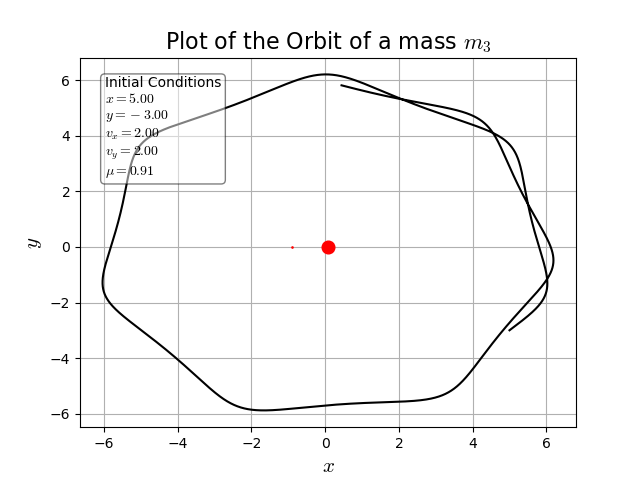 Plot of the Orbit of a mass m₃
Initial Conditions
x = 5.00
y = −3.00
vₓ = 2.00
v_y = 2.00
μ = 0.91
6
4
2
0
−2
−4
−6
y
−6 −4 −2 0 2 4 6
x